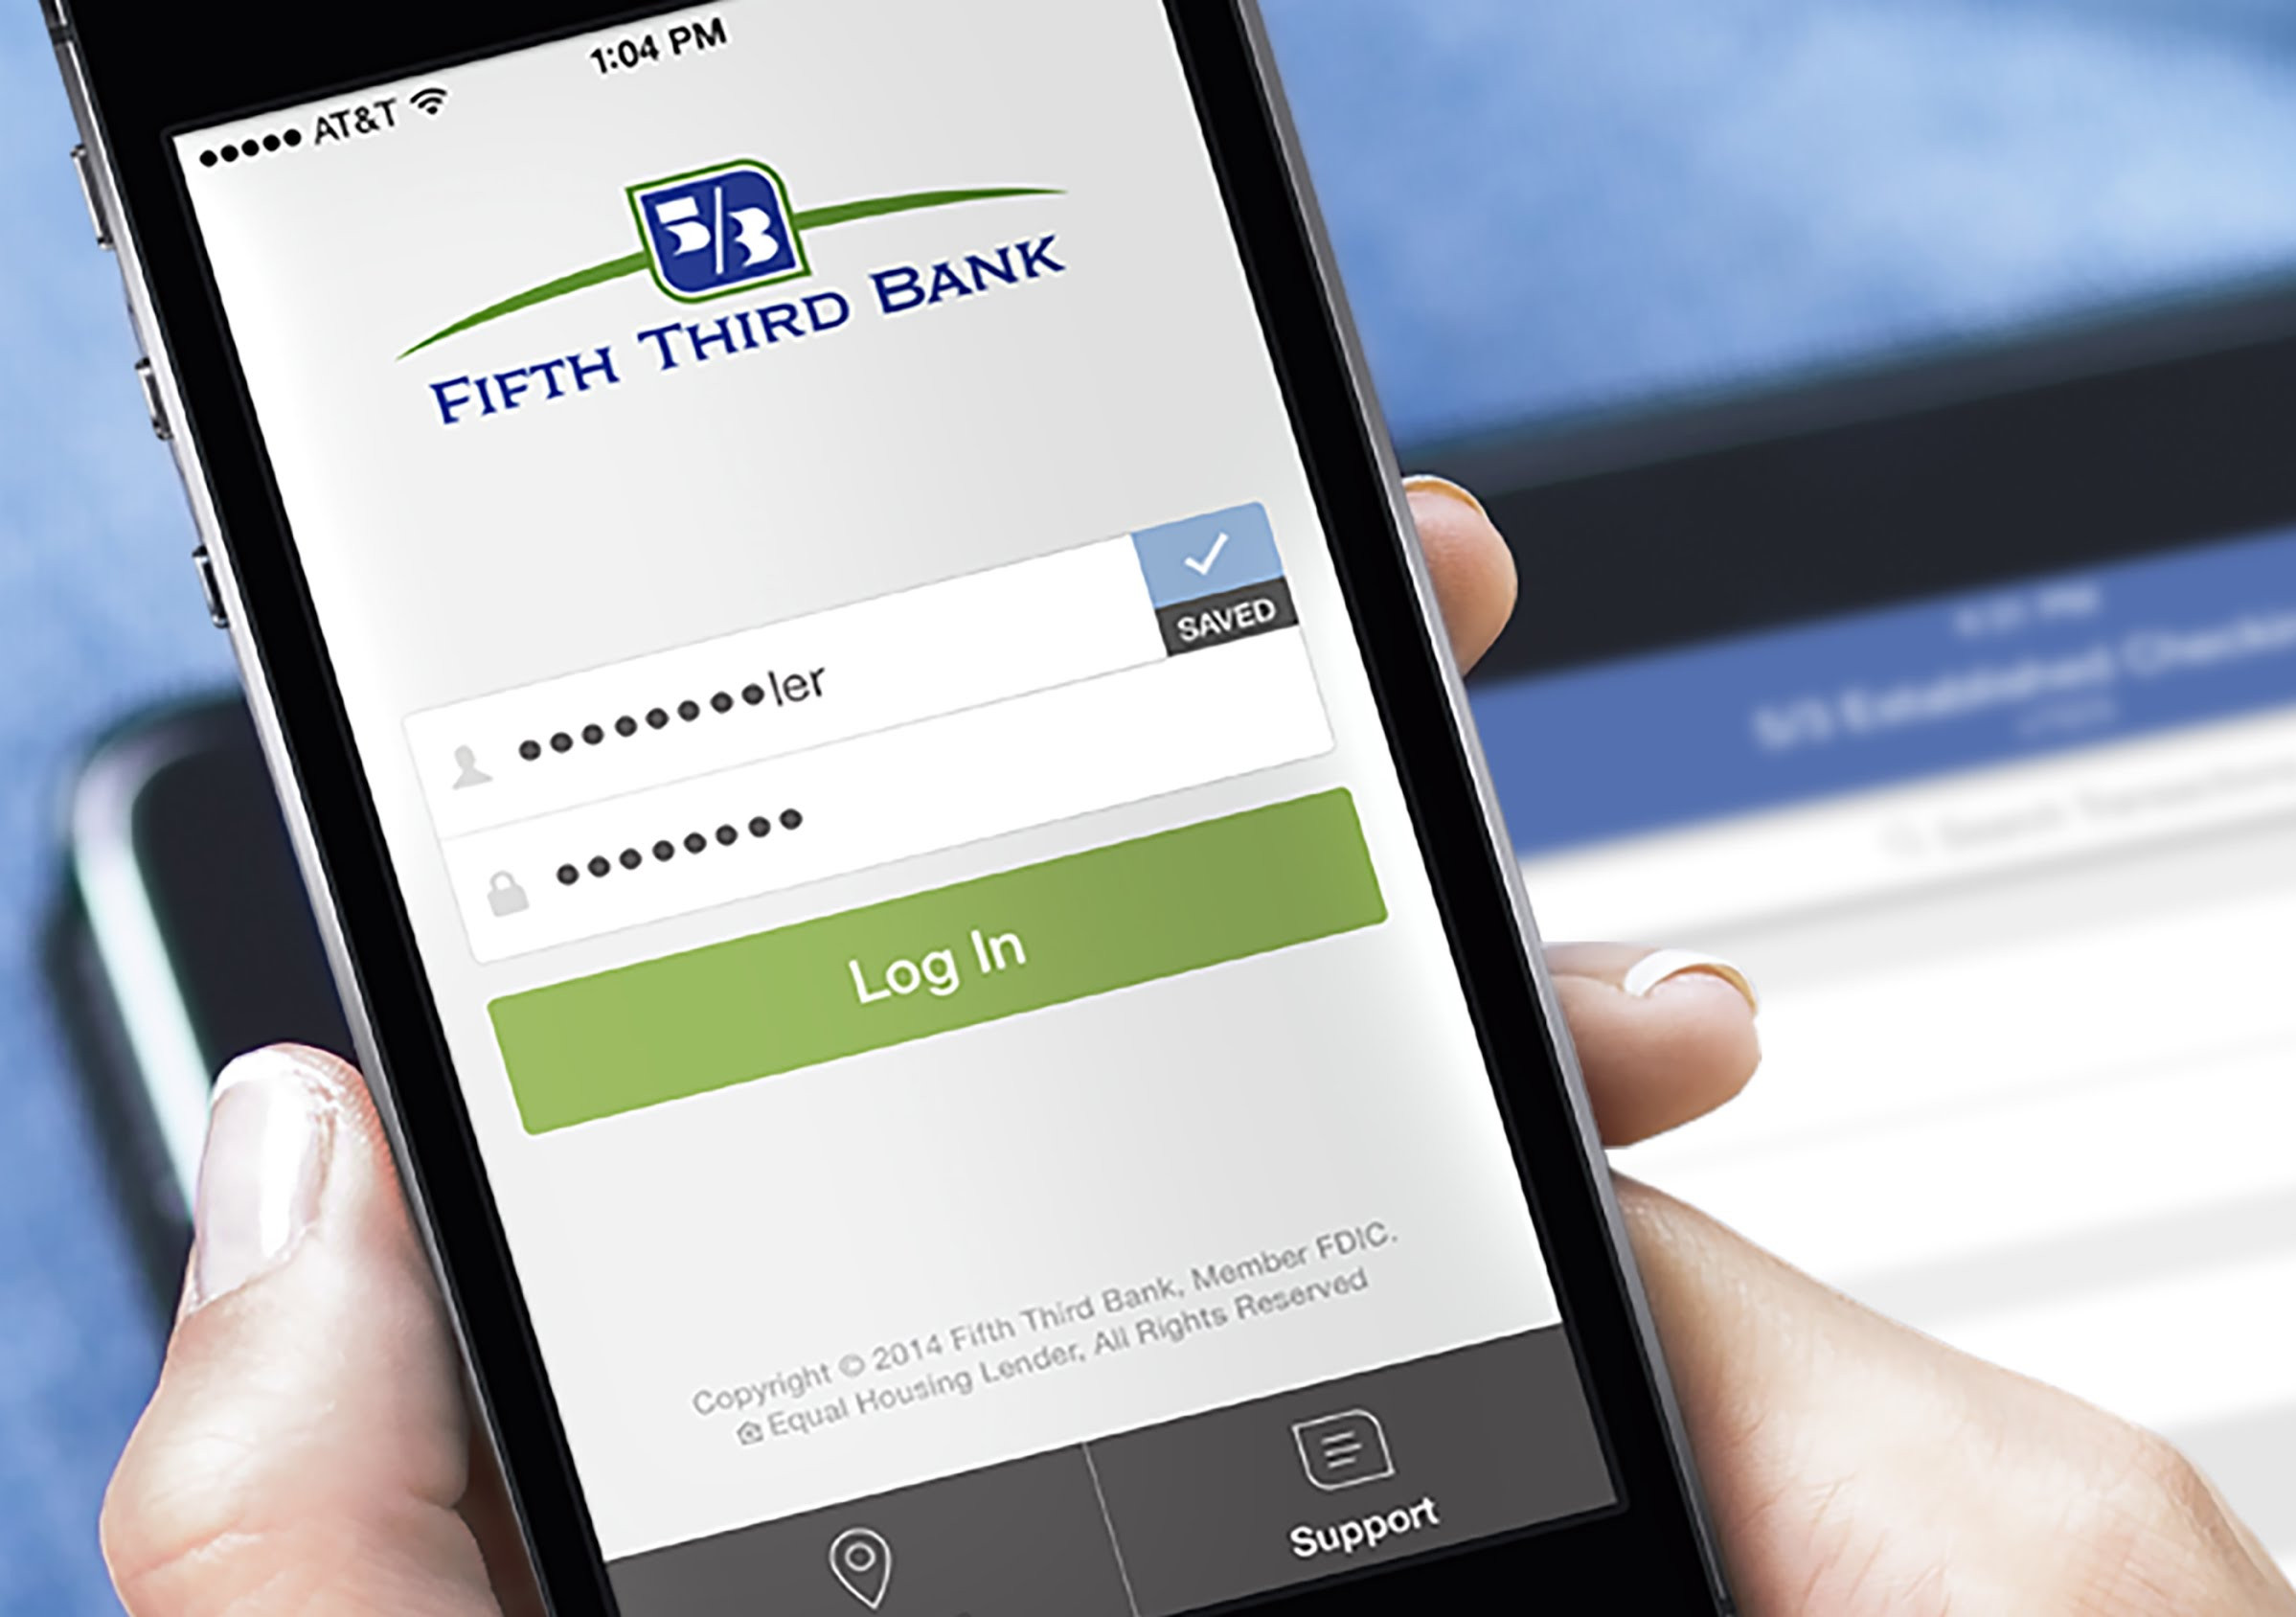 1:04 PM
●●●●● AT&T
5/3
FIFTH THIRD BANK
SAVED
●●●●●●●●ler
●●●●●●●●
Log In
Copyright © 2014 Fifth Third Bank, Member FDIC.
Equal Housing Lender, All Rights Reserved
Support
5/3 Established Checking